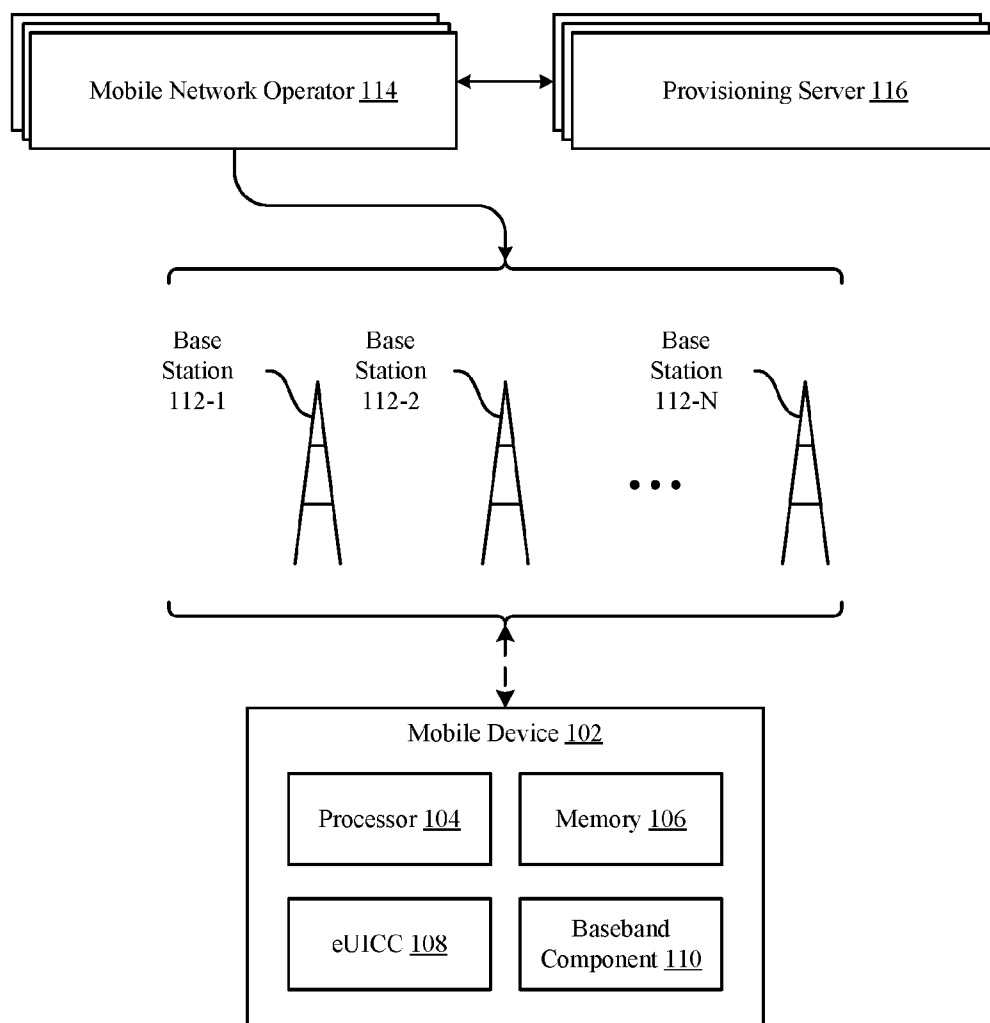 Mobile Network Operator 114
Provisioning Server 116
Base
Station
112-1
Base
Station
112-2
Base
Station
112-N
Mobile Device 102
Processor 104
Memory 106
eUICC 108
Baseband
Component 110